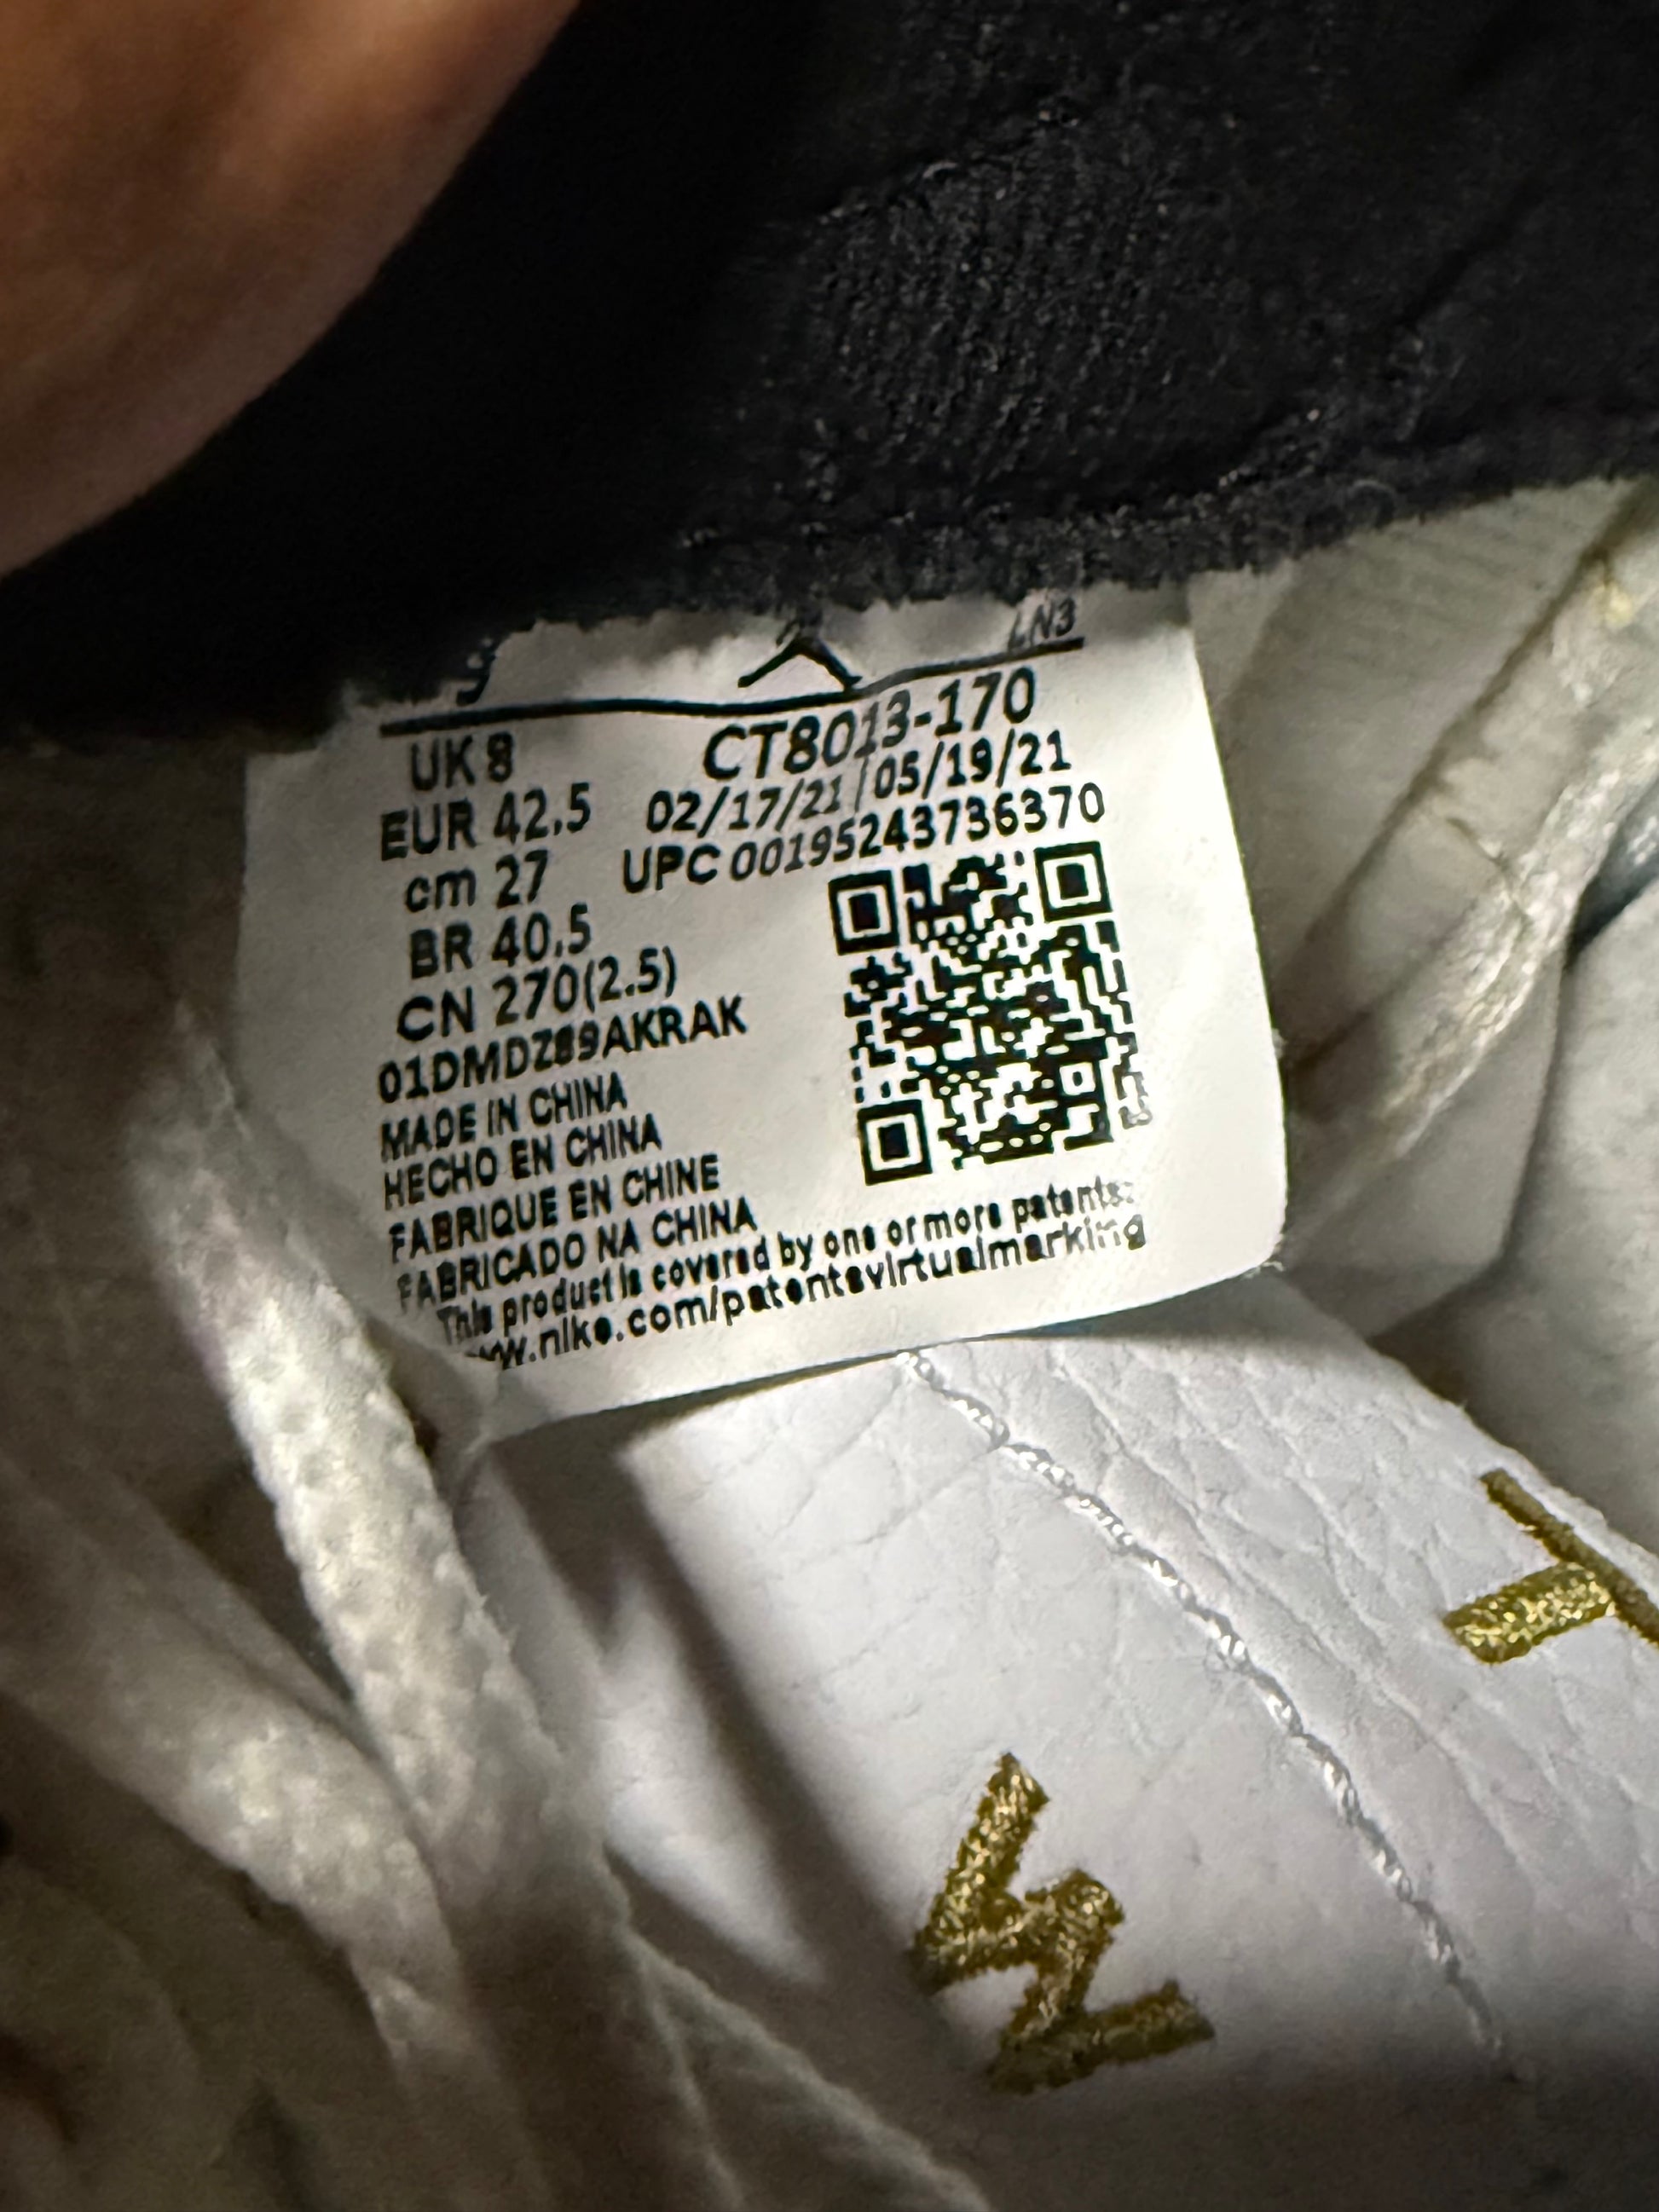 9 LN3
UK 8 CT8013-170
EUR 42.5 02/17/21 / 05/19/21
cm 27 UPC 00195243736370
BR 40.5
CN 270(2.5)
01DMDZ89AKRAK
MADE IN CHINA
HECHO EN CHINA
FABRIQUE EN CHINE
FABRICADO NA CHINA
This product is covered by one or more patents:
www.nike.com/patentsvirtualmarking